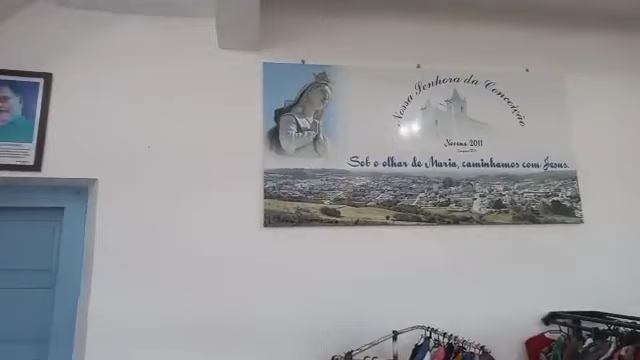 Nossa Senhora da Conceição
Novena 2011
Sob o olhar de Maria, caminhamos com Jesus.